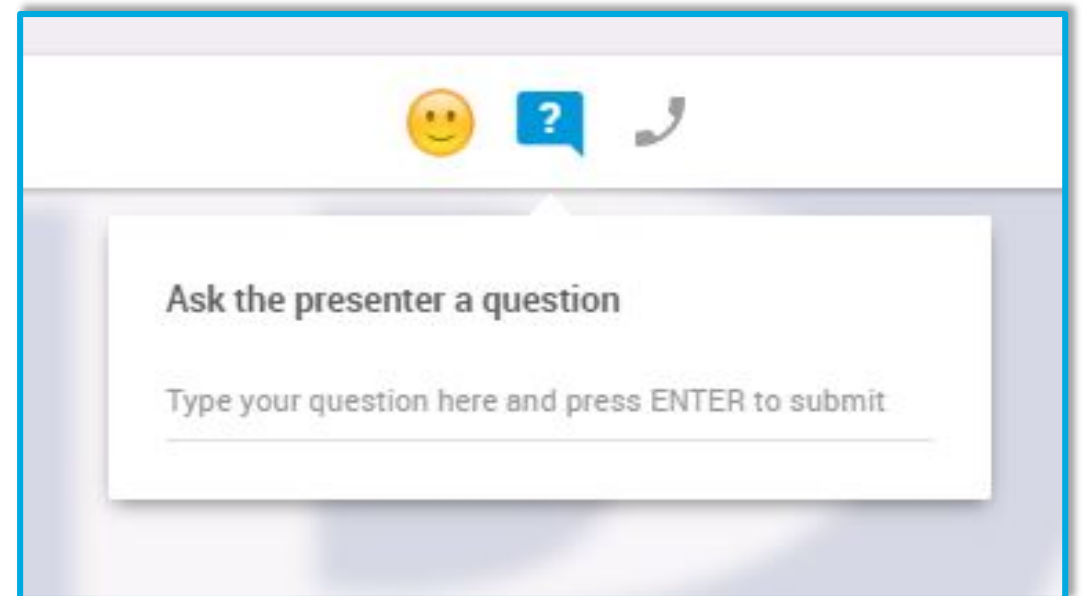 ?
Ask the presenter a question
Type your question here and press ENTER to submit